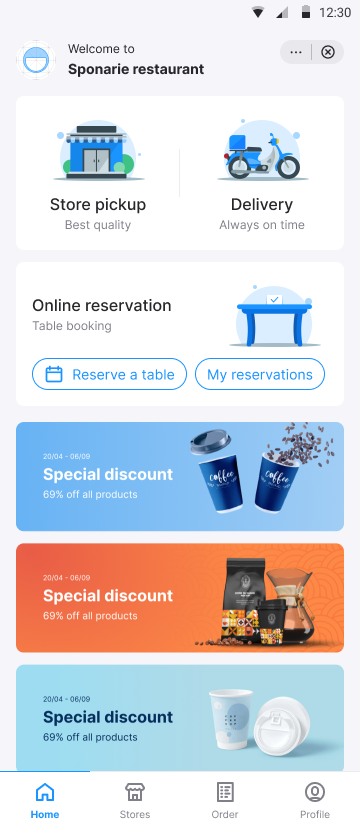 12:30
Welcome to
Sponarie restaurant
Store pickup
Best quality
Delivery
Always on time
Online reservation
Table booking
Reserve a table
My reservations
20/04 - 06/09
Special discount
69% off all products
coffee
coffee
20/04 - 06/09
Special discount
69% off all products
20/04 - 06/09
Special discount
69% off all products
Home
Stores
Order
Profile